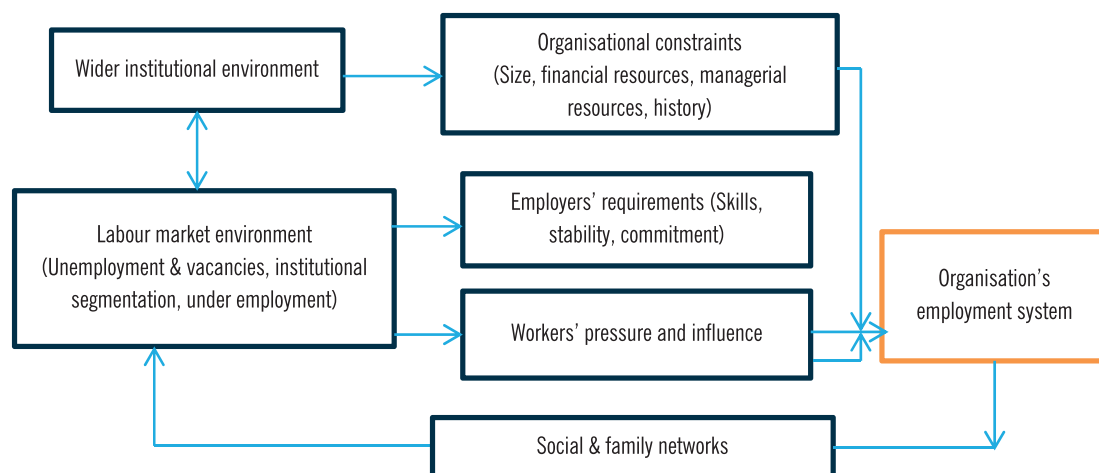 Wider institutional environment
Organisational constraints
(Size, financial resources, managerial
resources, history)
Labour market environment
(Unemployment & vacancies, institutional
segmentation, under employment)
Employers’ requirements (Skills,
stability, commitment)
Workers’ pressure and influence
Organisation’s
employment system
Social & family networks